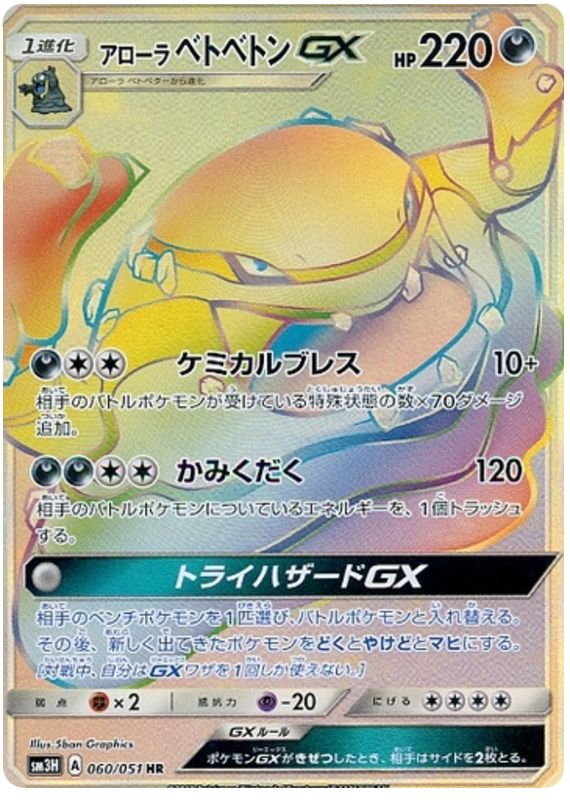 1進化 アローラ ベトベトン GX HP 220
アローラ ベトベターから進化
ケミカルブレス 10+
相手のバトルポケモンが受けている特殊状態の数×70ダメージ
追加。
かみくだく 120
相手のバトルポケモンについているエネルギーを、1個トラッシュ
する。
トライハザードGX
相手のベンチポケモンを1匹選び、バトルポケモンと入れ替える。
その後、新しく出てきたポケモンをどくとやけどとマヒにする。
[対戦中、自分はGXワザを1回しか使えない。]
弱点 ×2 抵抗力 -20 にげる
Illus. 5ban Graphics
GXルール
sm3H A 060/051 HR
ポケモンGXがきぜつしたとき、相手はサイドを2枚とる。